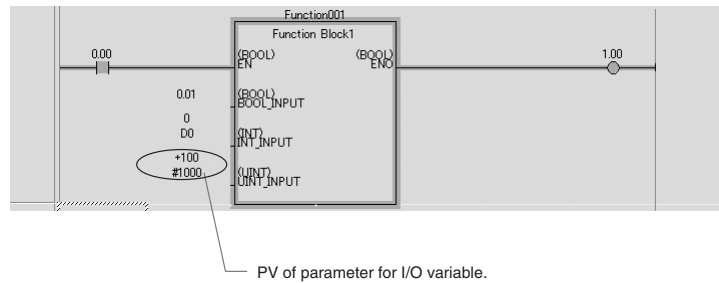 Function001
Function Block1
0.00
(BOOL)
EN
(BOOL)
ENO
1.00
0.01
(BOOL)
BOOL_INPUT
0
D0
(INT)
INT_INPUT
+100
#1000
(UINT)
UINT_INPUT
PV of parameter for I/O variable.